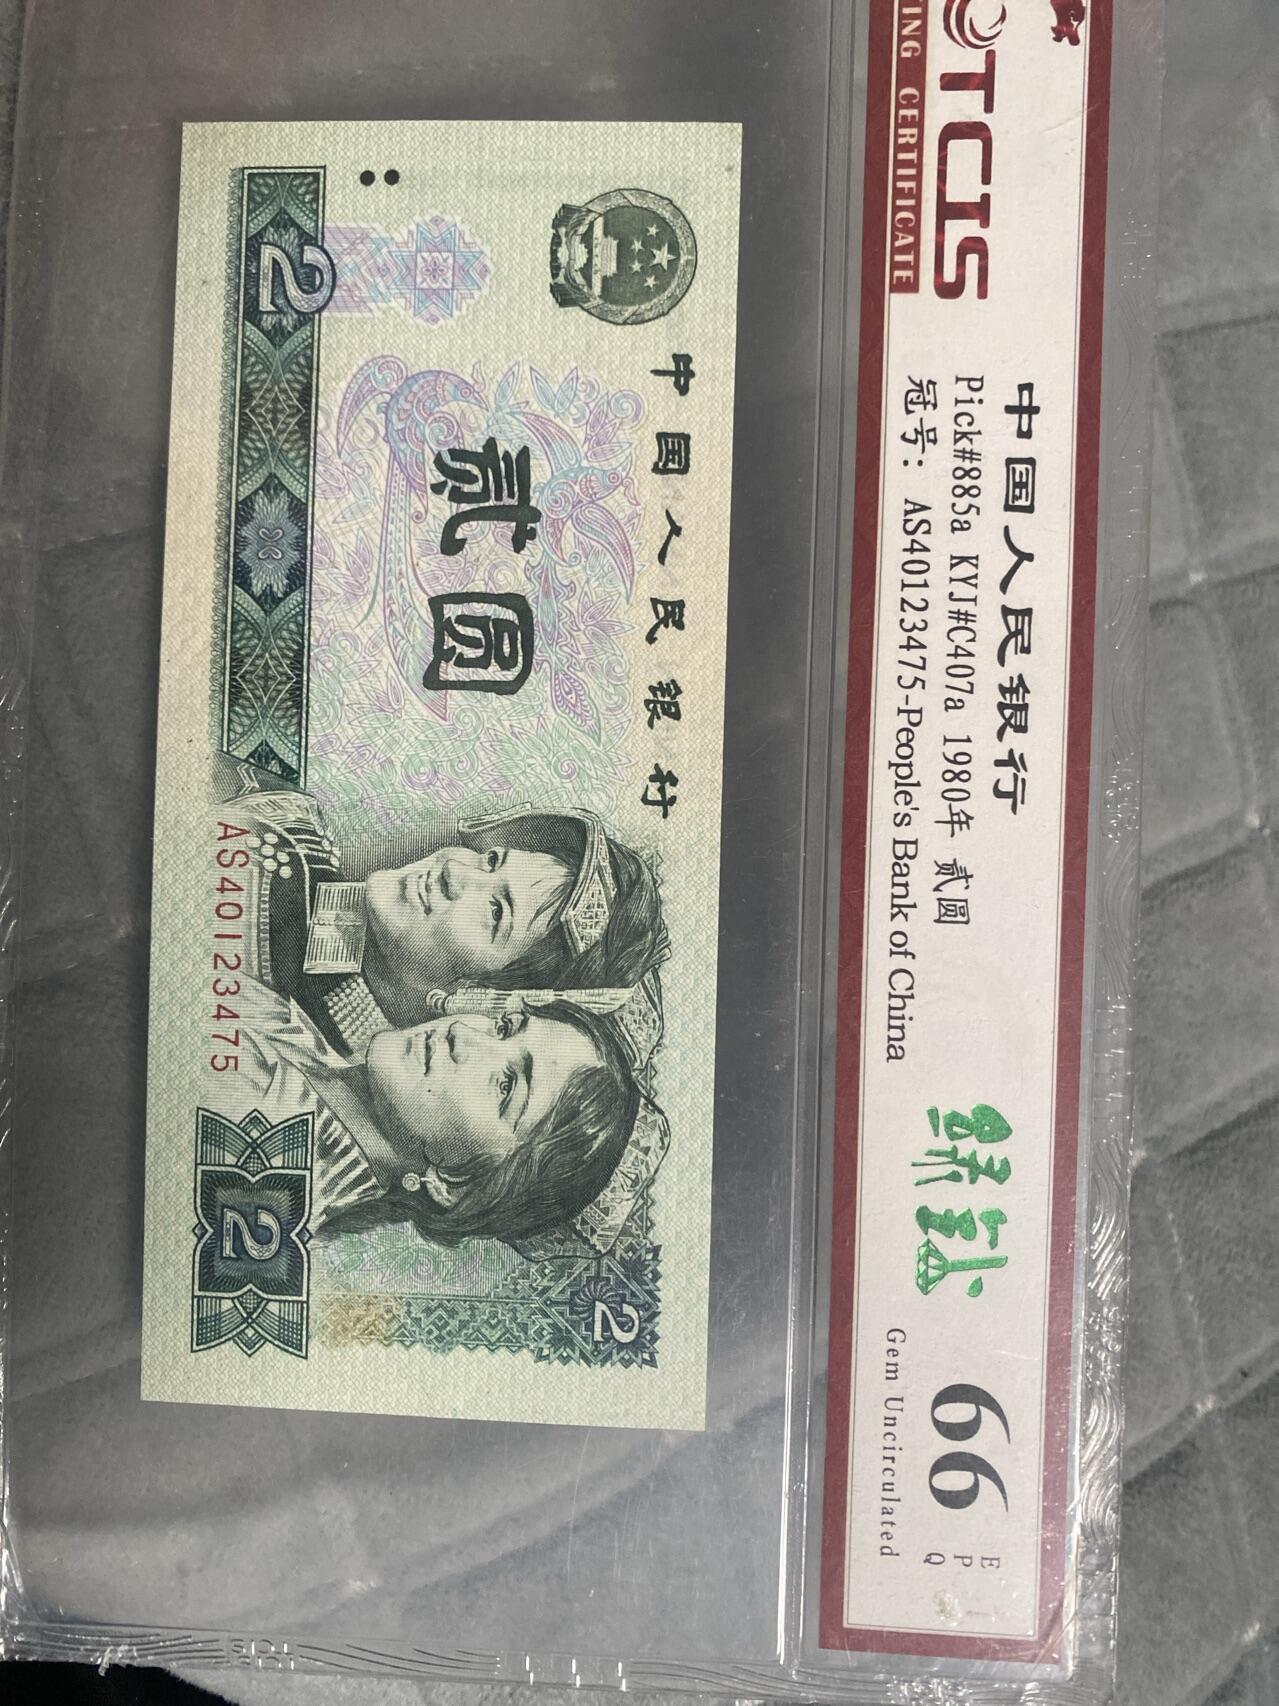 TCIS
ING CERTIFICATE
中国人民银行
Pick#885a KYJ#C407a 1980年 贰圆
冠号: AS40123475-People's Bank of China
绿钻
66
EPQ
Gem Uncirculated
中国人民银行
贰圆
2
AS40123475
2
2